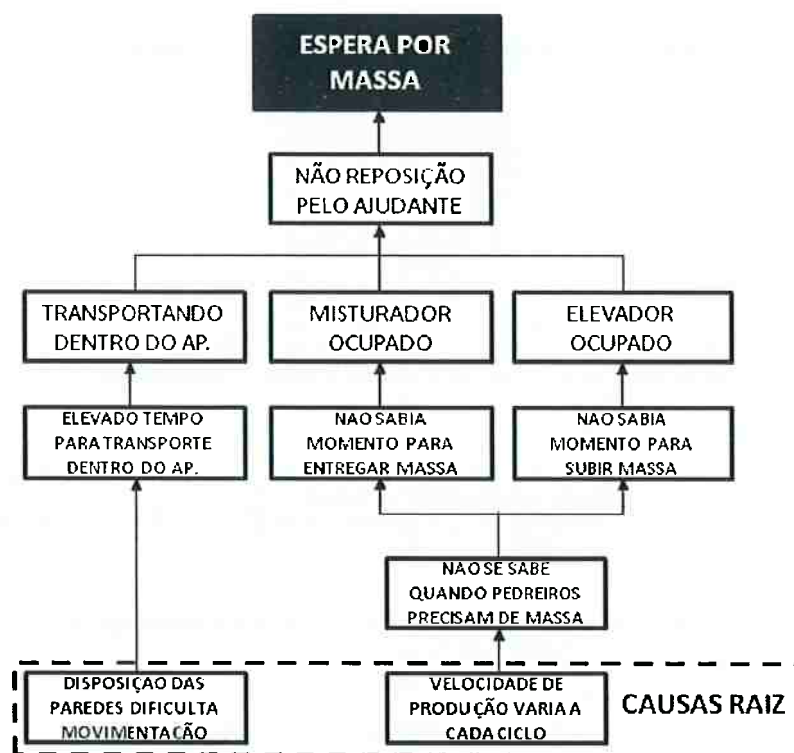 ESPERA POR
MASSA
NÃO REPOSIÇÃO
PELO AJUDANTE
TRANSPORTANDO
DENTRO DO AP.
MISTURADOR
OCUPADO
ELEVADOR
OCUPADO
ELEVADO TEMPO
PARA TRANSPORTE
DENTRO DO AP.
NAO SABIA
MOMENTO PARA
ENTREGAR MASSA
NAO SABIA
MOMENTO PARA
SUBIR MASSA
NAO SE SABE
QUANDO PEDREIROS
PRECISAM DE MASSA
DISPOSIÇAO DAS
PAREDES DIFICULTA
MOVIMENTAÇÃO
VELOCIDADE DE
PRODUÇÃO VARIA A
CADA CICLO
CAUSAS RAIZ